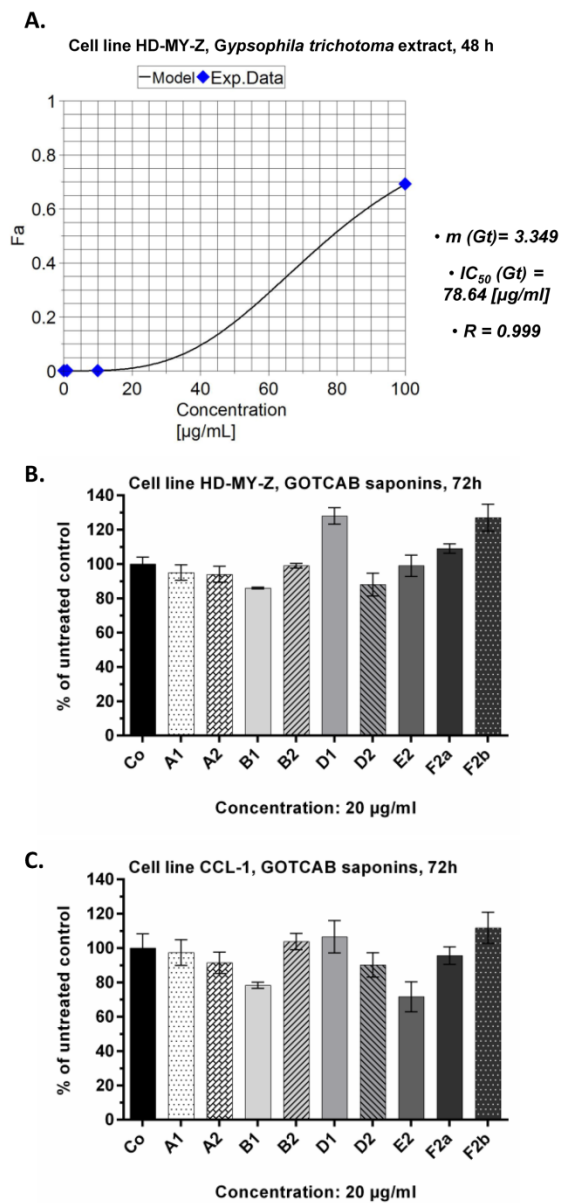 A.
Cell line HD-MY-Z, Gypsophila trichotoma extract, 48 h
Model Exp.Data
1
0.8
0.6
0.4
0.2
0
Fa
0 20 40 60 80 100
Concentration
[µg/mL]
• m (Gt)= 3.349
• IC50 (Gt) =
78.64 [µg/ml]
• R = 0.999
B.
Cell line HD-MY-Z, GOTCAB saponins, 72h
% of untreated control
140
120
100
80
60
40
20
0
Co A1 A2 B1 B2 D1 D2 E2 F2a F2b
Concentration: 20 µg/ml
C.
Cell line CCL-1, GOTCAB saponins, 72h
% of untreated control
140
120
100
80
60
40
20
0
Co A1 A2 B1 B2 D1 D2 E2 F2a F2b
Concentration: 20 µg/ml